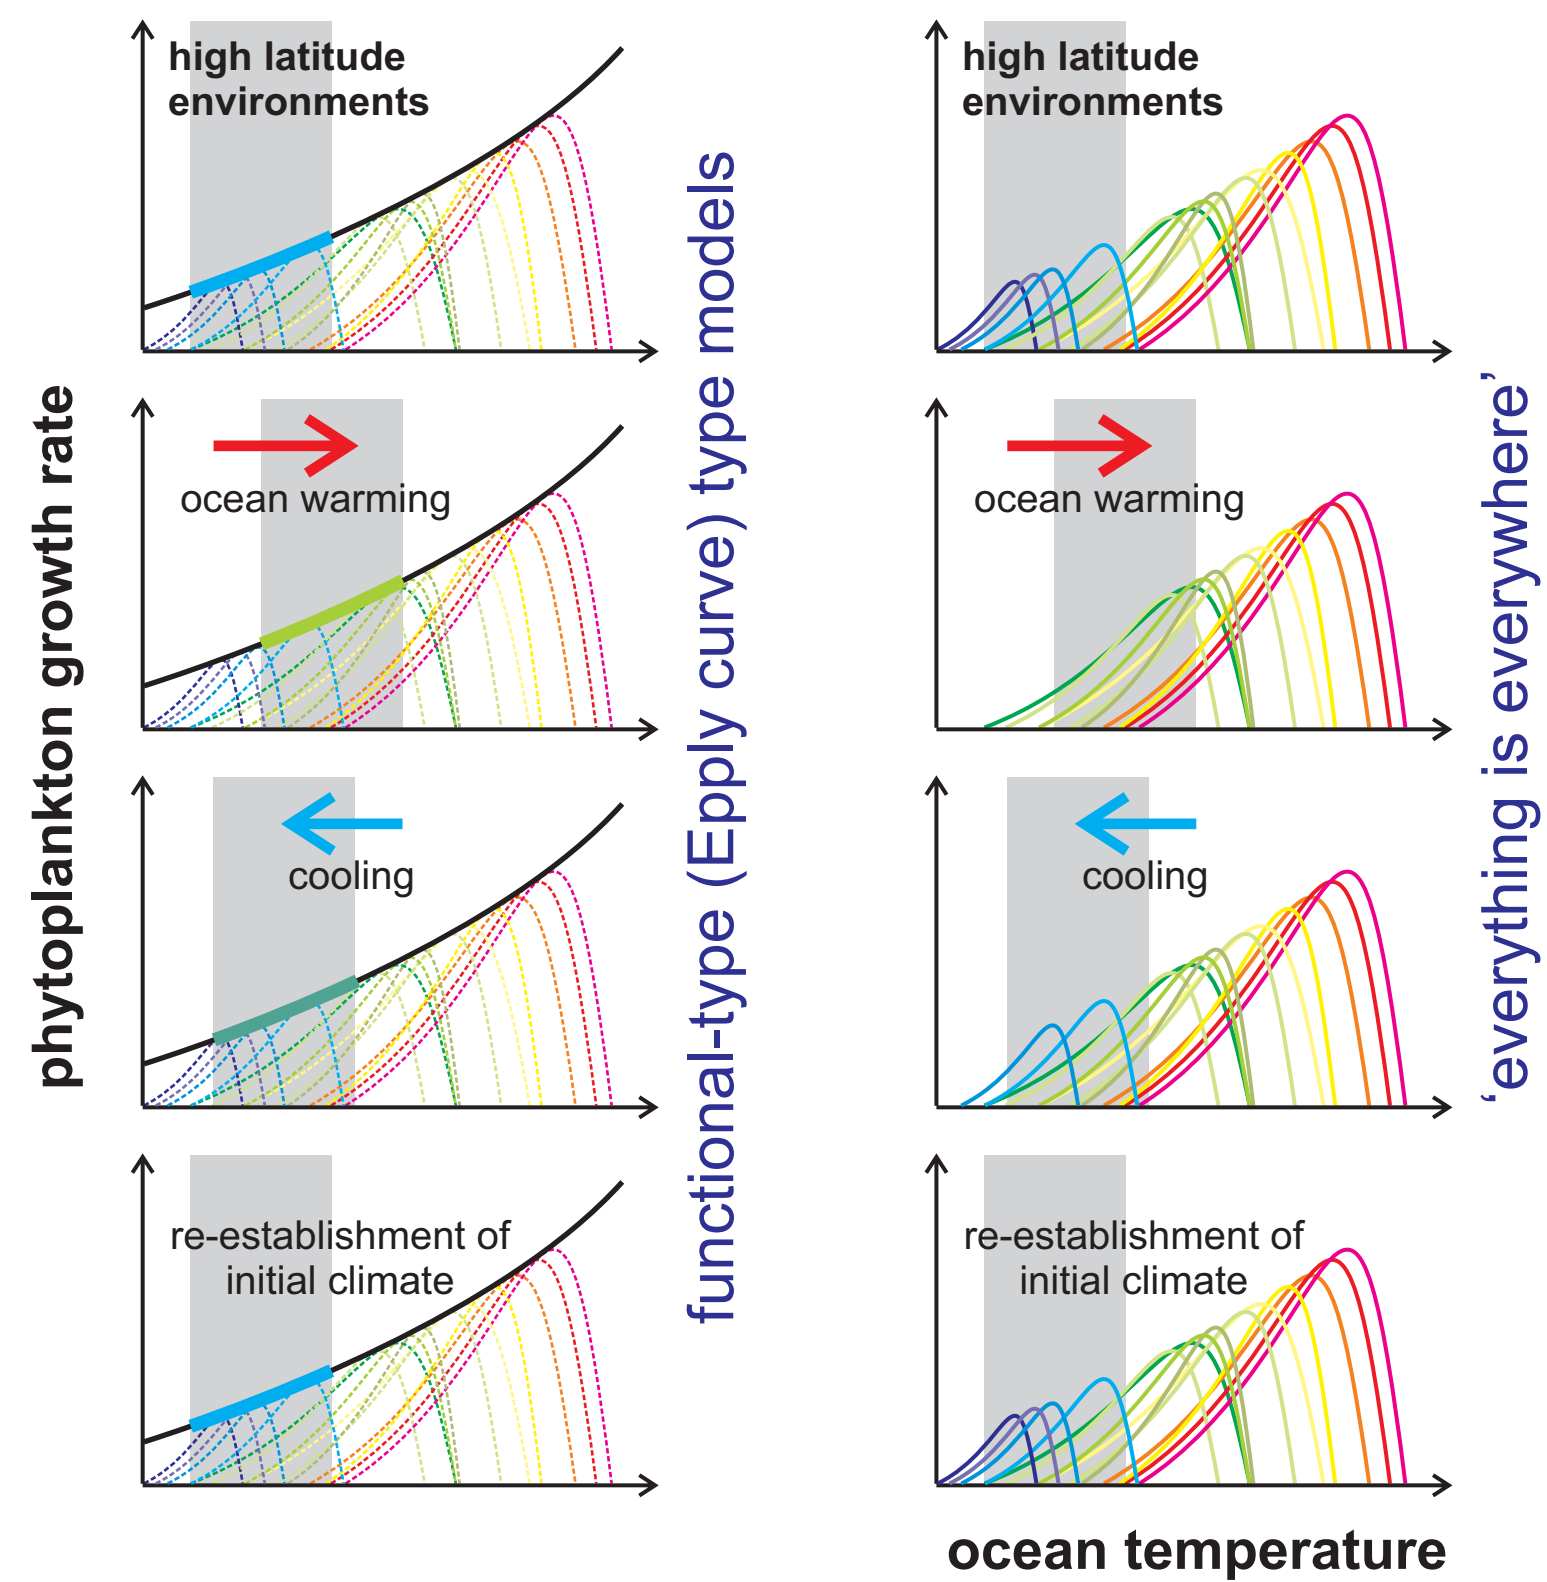 high latitude
environments
high latitude
environments
ocean warming
ocean warming
cooling
cooling
re-establishment of
initial climate
re-establishment of
initial climate
phytoplankton growth rate
functional-type (Epply curve) type models
‘everything is everywhere’
ocean temperature